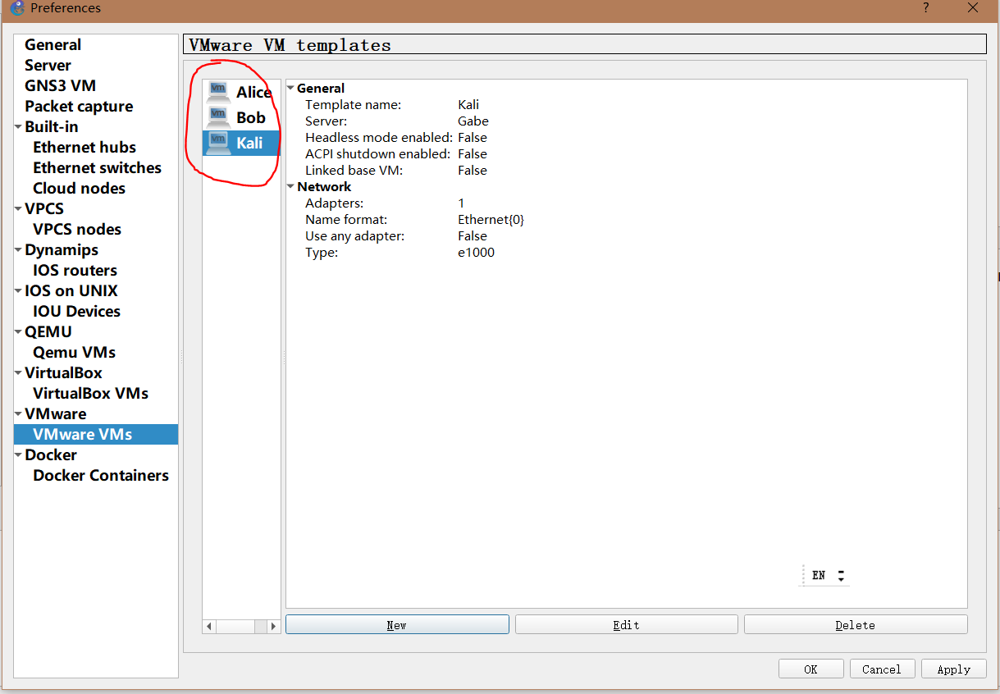 Preferences
General
Server
GNS3 VM
Packet capture
Built-in
Ethernet hubs
Ethernet switches
Cloud nodes
VPCS
VPCS nodes
Dynamips
IOS routers
IOS on UNIX
IOU Devices
QEMU
Qemu VMs
VirtualBox
VirtualBox VMs
VMware
VMware VMs
Docker
Docker Containers
VMware VM templates
Alice
Bob
Kali
General
Template name: Kali
Server: Gabe
Headless mode enabled: False
ACPI shutdown enabled: False
Linked base VM: False
Network
Adapters: 1
Name format: Ethernet{0}
Use any adapter: False
Type: e1000
EN
New Edit Delete
OK Cancel Apply